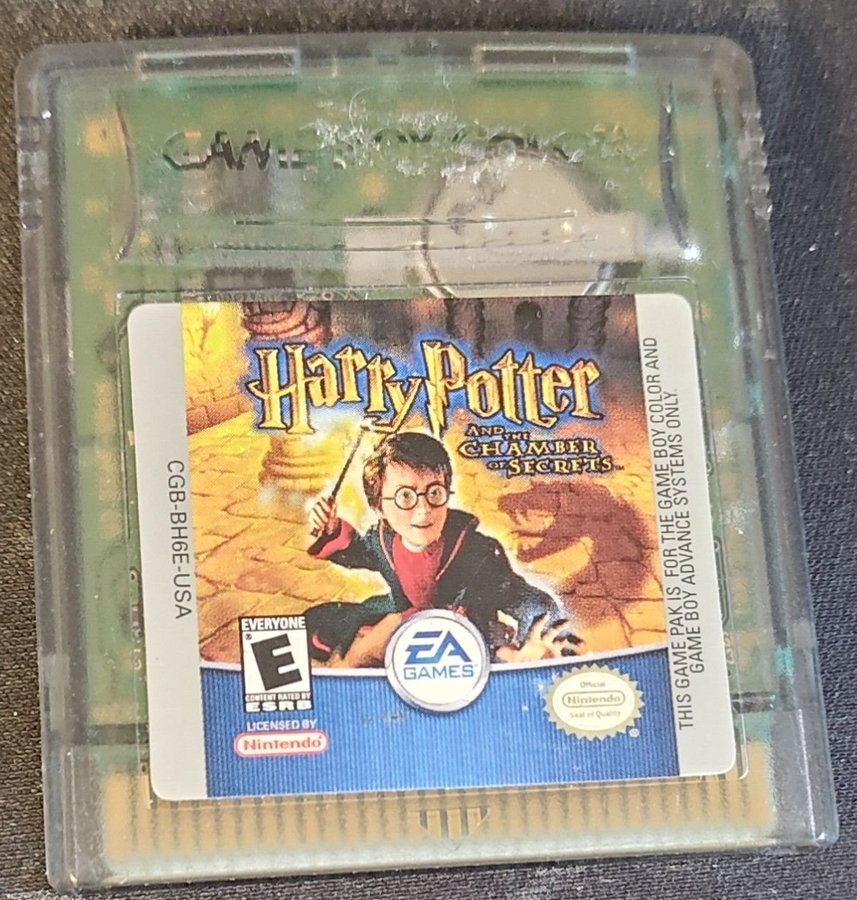 GAME BOY COLOR
Harry Potter
AND
THE
CHAMBER
OF SECRETS™
CGB-BH6E-USA
THIS GAME PAK IS FOR THE GAME BOY COLOR AND
GAME BOY ADVANCE SYSTEMS ONLY.
EVERYONE
E
®
CONTENT RATED BY
ESRB
LICENSED BY
Nintendo
EA
GAMES™
Official
Nintendo
Seal of Quality
®